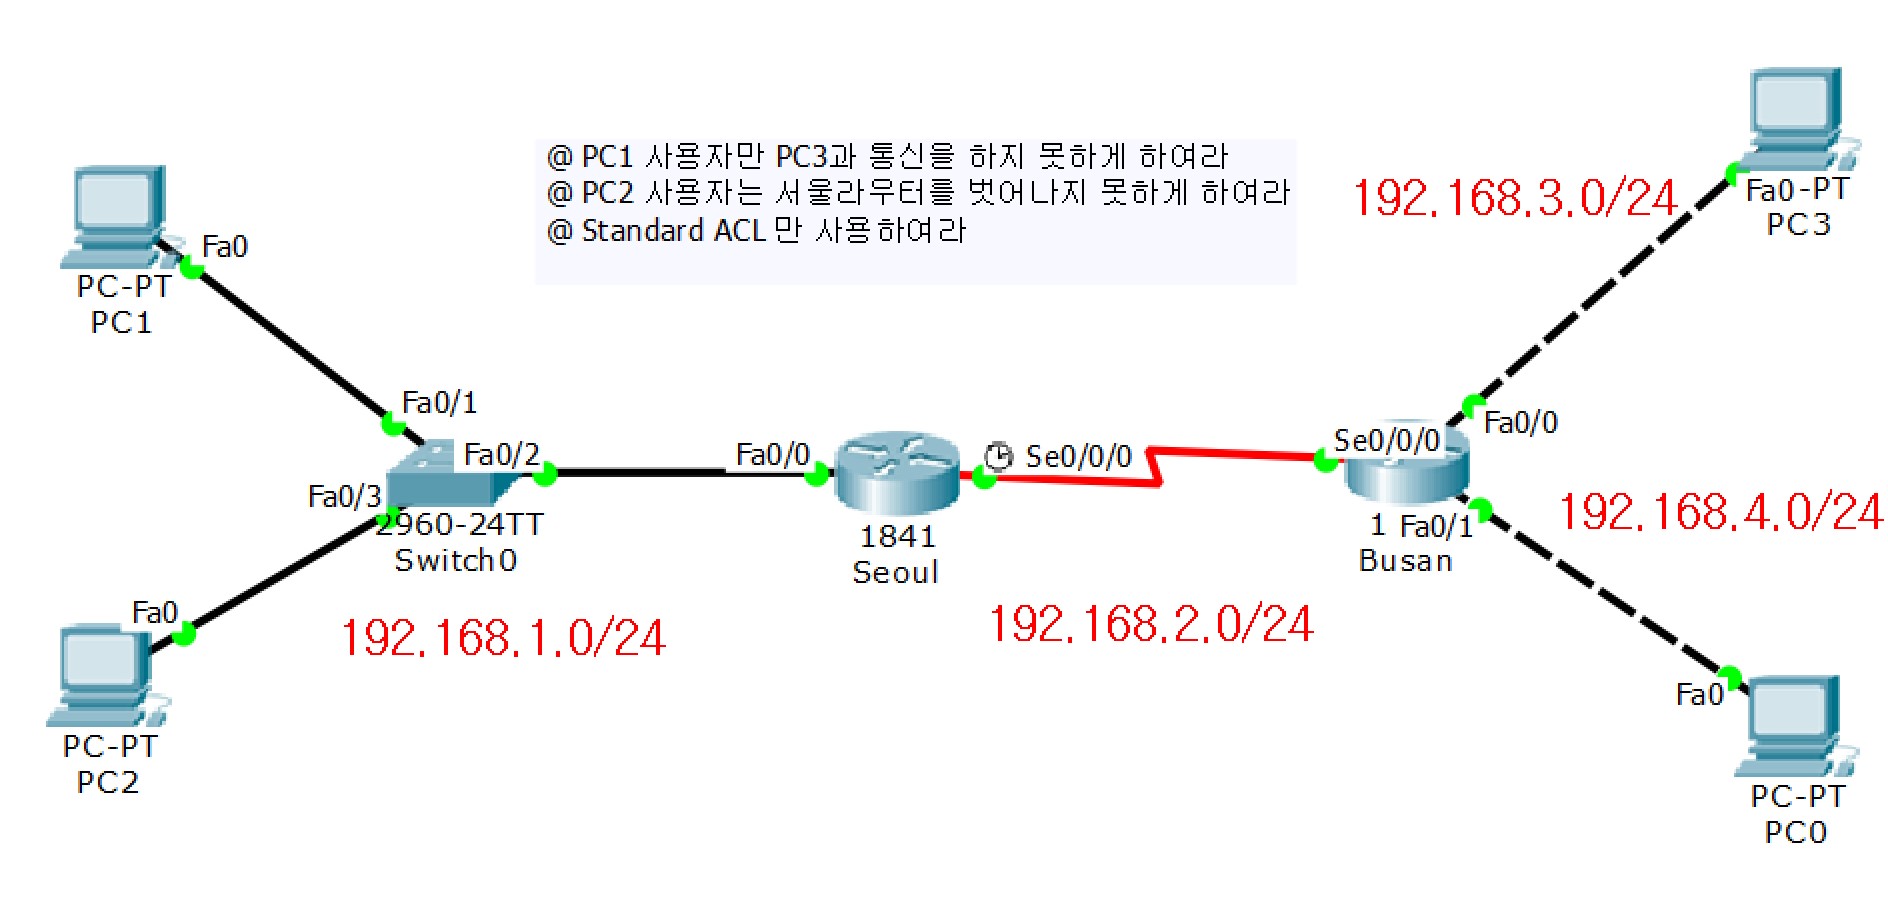 @ PC1 사용자만 PC3과 통신을 하지 못하게 하여라
@ PC2 사용자는 서울라우터를 벗어나지 못하게 하여라
@ Standard ACL 만 사용하여라
192.168.3.0/24
Fa0-PT
PC3
Fa0
PC-PT
PC1
Fa0/1
Fa0/2
Fa0/3
2960-24TT
Switch0
Fa0/0
1841
Seoul
Se0/0/0
Se0/0/0
Fa0/0
1 Fa0/1
Busan
192.168.4.0/24
Fa0
PC-PT
PC2
192.168.1.0/24
192.168.2.0/24
Fa0
PC-PT
PC0